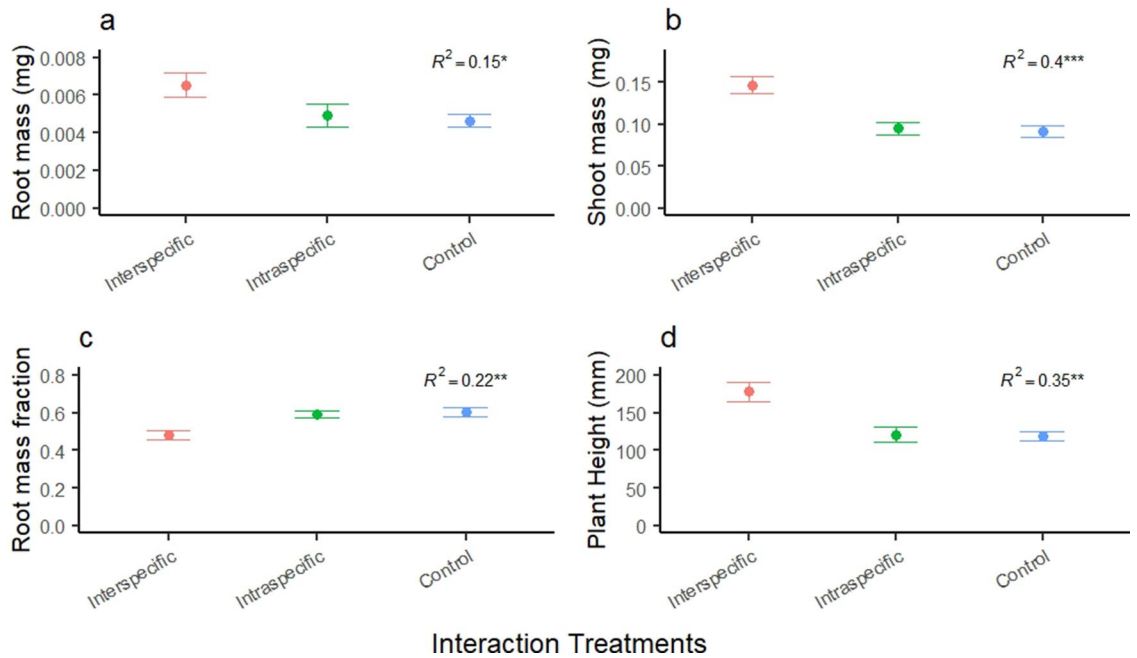 a
Root mass (mg)
0.008
0.006
0.004
0.002
0.000
R² = 0.15*
Interspecific
Intraspecific
Control
b
Shoot mass (mg)
0.15
0.10
0.05
0.00
R² = 0.4***
Interspecific
Intraspecific
Control
c
Root mass fraction
0.8
0.6
0.4
0.2
0.0
R² = 0.22**
Interspecific
Intraspecific
Control
d
Plant Height (mm)
200
150
100
50
0
R² = 0.35**
Interspecific
Intraspecific
Control
Interaction Treatments